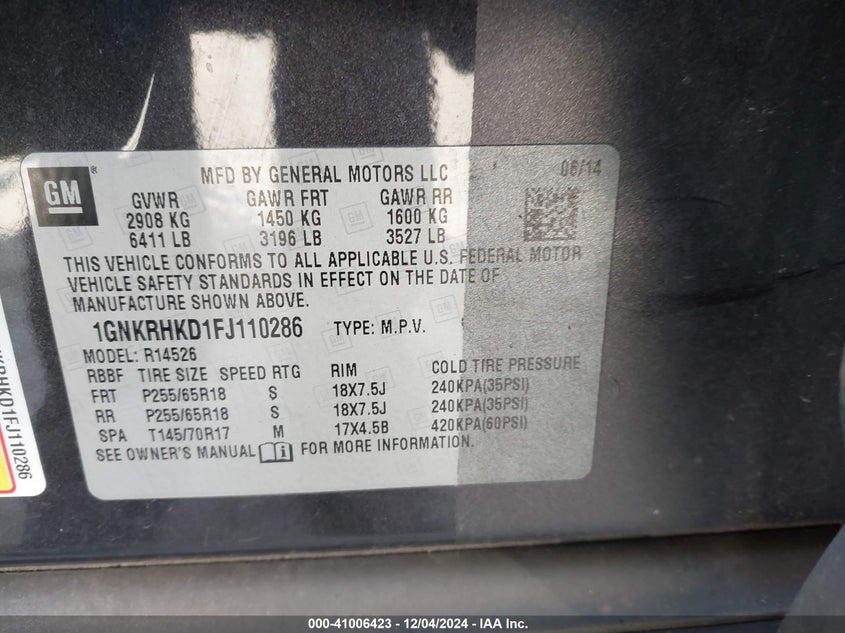 GM
®
MFD BY GENERAL MOTORS LLC
06/14
GVWR GAWR FRT GAWR RR
2908 KG 1450 KG 1600 KG
6411 LB 3196 LB 3527 LB
THIS VEHICLE CONFORMS TO ALL APPLICABLE U.S. FEDERAL MOTOR
VEHICLE SAFETY STANDARDS IN EFFECT ON THE DATE OF
MANUFACTURE SHOWN ABOVE.
1GNKRHKD1FJ110286 TYPE: M.P.V.
MODEL: R14526
RBBF TIRE SIZE SPEED RTG RIM COLD TIRE PRESSURE
FRT P255/65R18 S 18X7.5J 240KPA(35PSI)
RR P255/65R18 S 18X7.5J 240KPA(35PSI)
SPA T145/70R17 M 17X4.5B 420KPA(60PSI)
SEE OWNER'S MANUAL FOR MORE INFORMATION.
KRHKD1FJ110286
000-41006423 - 12/04/2024 - IAA Inc.